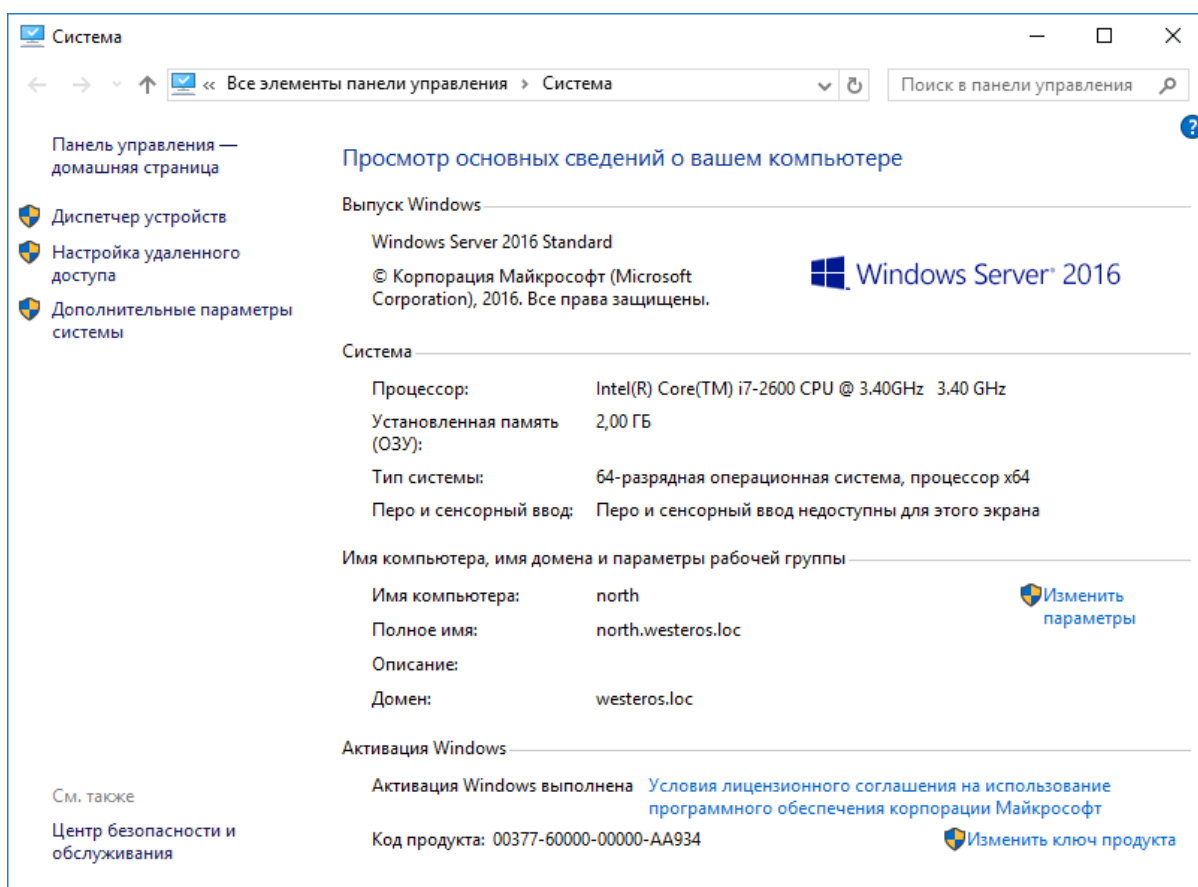 Система
« Все элементы панели управления › Система
Поиск в панели управления
?
Панель управления —
домашняя страница
Диспетчер устройств
Настройка удаленного
доступа
Дополнительные параметры
системы
Просмотр основных сведений о вашем компьютере
Выпуск Windows
Windows Server 2016 Standard
© Корпорация Майкрософт (Microsoft
Corporation), 2016. Все права защищены.
Windows Server® 2016
Система
Процессор: Intel(R) Core(TM) i7-2600 CPU @ 3.40GHz 3.40 GHz
Установленная память 2,00 ГБ
(ОЗУ):
Тип системы: 64-разрядная операционная система, процессор x64
Перо и сенсорный ввод: Перо и сенсорный ввод недоступны для этого экрана
Имя компьютера, имя домена и параметры рабочей группы
Имя компьютера: north
Изменить
параметры
Полное имя: north.westeros.loc
Описание:
Домен: westeros.loc
Активация Windows
Активация Windows выполнена Условия лицензионного соглашения на использование
программного обеспечения корпорации Майкрософт
Код продукта: 00377-60000-00000-AA934 Изменить ключ продукта
См. также
Центр безопасности и
обслуживания